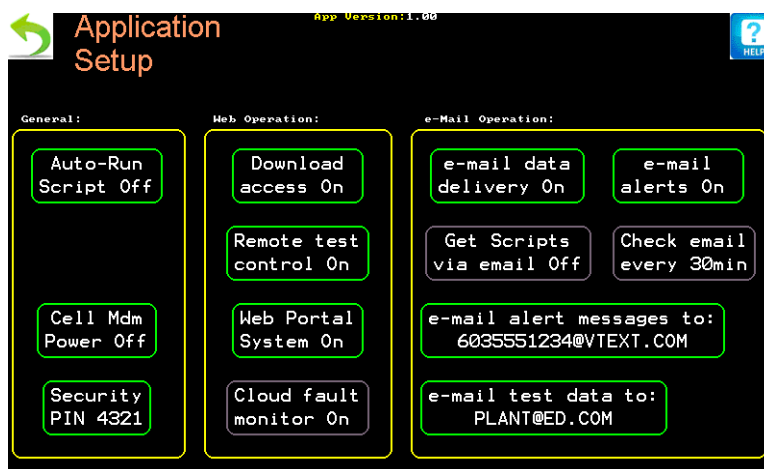 App Version:1.00
Application
Setup
HELP
General:
Web Operation:
e-Mail Operation:
Auto-Run
Script Off
Download
access On
e-mail data
delivery On
e-mail
alerts On
Remote test
control On
Get Scripts
via email Off
Check email
every 30min
Cell Mdm
Power Off
Web Portal
System On
e-mail alert messages to:
6035551234@VTEXT.COM
Security
PIN 4321
Cloud fault
monitor On
e-mail test data to:
PLANT@ED.COM